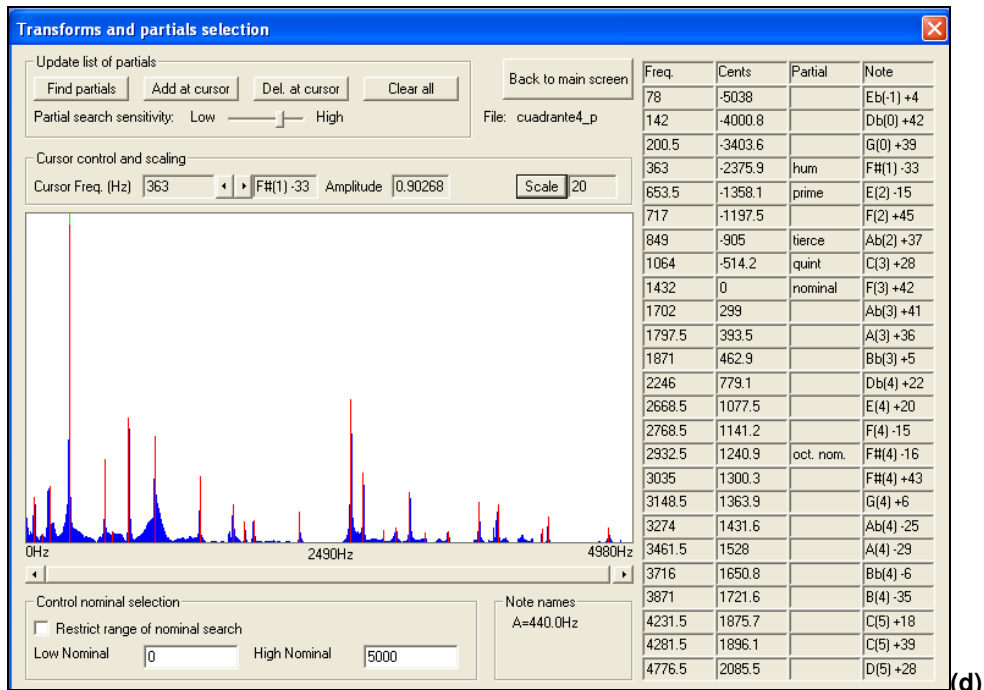 Transforms and partials selection
Update list of partials
Find partials Add at cursor Del. at cursor Clear all
Partial search sensitivity: Low High
Back to main screen
File: cuadrante4_p
Cursor control and scaling
Cursor Freq. (Hz) 363 F#(1) -33 Amplitude 0.90268 Scale 20
0Hz 2490Hz 4980Hz
Control nominal selection
Restrict range of nominal search
Low Nominal 0 High Nominal 5000
Note names
A=440.0Hz
Freq. Cents Partial Note
78 -5038 Eb(-1) +4
142 -4000.8 Db(0) +42
200.5 -3403.6 G(0) +39
363 -2375.9 hum F#(1) -33
653.5 -1358.1 prime E(2) -15
717 -1197.5 F(2) +45
849 -905 tierce Ab(2) +37
1064 -514.2 quint C(3) +28
1432 0 nominal F(3) +42
1702 299 Ab(3) +41
1797.5 393.5 A(3) +36
1871 462.9 Bb(3) +5
2246 779.1 Db(4) +22
2668.5 1077.5 E(4) +20
2768.5 1141.2 F(4) -15
2932.5 1240.9 oct. nom. F#(4) -16
3035 1300.3 F#(4) +43
3148.5 1363.9 G(4) +6
3274 1431.6 Ab(4) -25
3461.5 1528 A(4) -29
3716 1650.8 Bb(4) -6
3871 1721.6 B(4) -35
4231.5 1875.7 C(5) +18
4281.5 1896.1 C(5) +39
4776.5 2085.5 D(5) +28
(d)